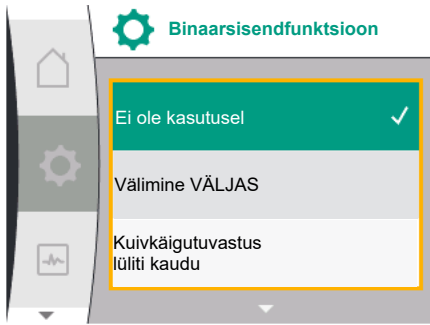 Binaarsisendfunktsioon
Ei ole kasutusel
Välimine VÄLJAS
Kuivkäigutuvastus
lüliti kaudu